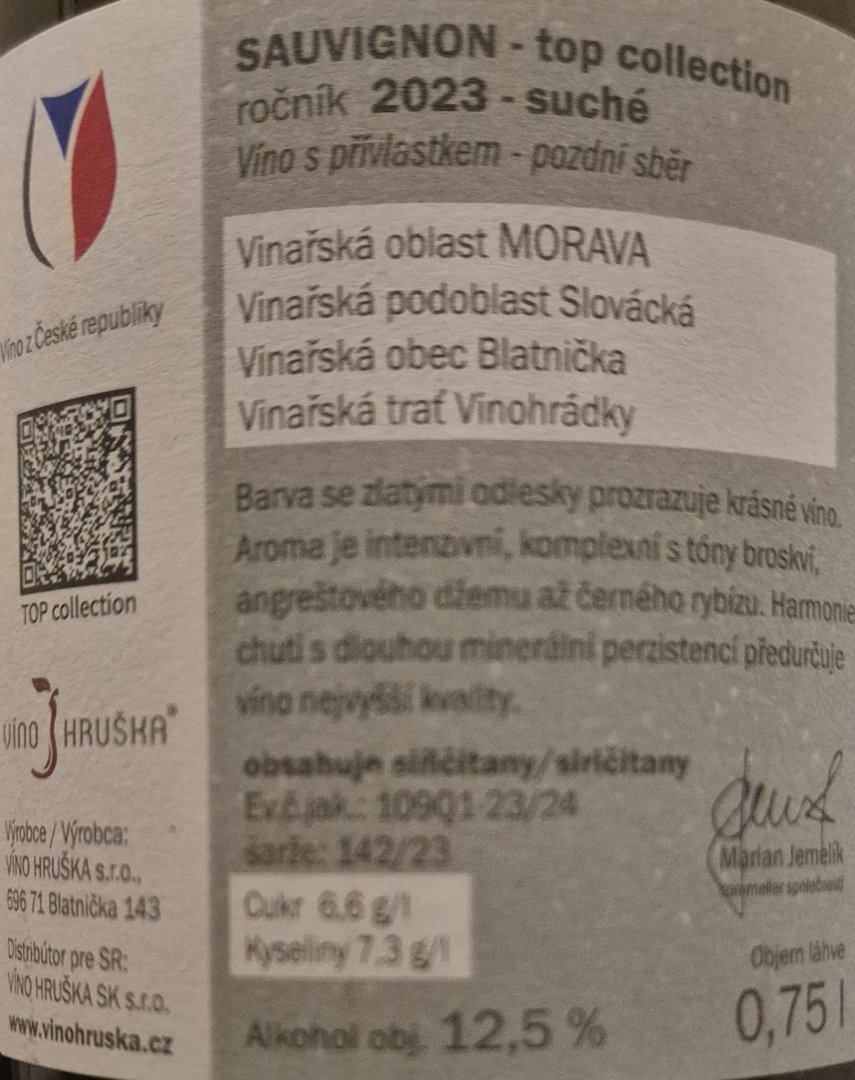 SAUVIGNON - top collection
ročník 2023 - suché
Víno s přívlastkem - pozdní sběr
Vinařská oblast MORAVA
Vinařská podoblast Slovácká
Vinařská obec Blatnička
Vinařská trať Vinohrádky
Barva se zlatými odlesky prozrazuje krásné víno.
Aroma je intenzivní, komplexní s tóny broskví,
angreštového džemu až černého rybízu. Harmonie
chutí s dlouhou minerální perzistencí předurčuje
víno nejvyšší kvality.
obsahuje siřičitany/siričitany
Ev.č.jak.: 109Q1-23/24
šarže: 142/23
Cukr 6,6 g/l
Kyseliny 7,3 g/l
Alkohol obj. 12,5 %
Marian Jemelík
společnosti
Objem láhve
0,75 l
Víno z České republiky
TOP collection
víno HRUŠKA®
Výrobce / Výrobca:
VÍNO HRUŠKA s.r.o.,
696 71 Blatnička 143
Distribútor pre SR:
VÍNO HRUŠKA SK s.r.o.
www.vinohruska.cz